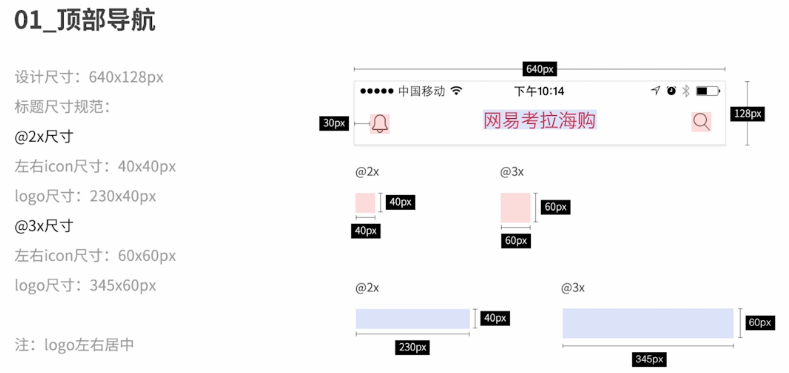 01_顶部导航
设计尺寸：640x128px
标题尺寸规范：
@2x尺寸
左右icon尺寸：40x40px
logo尺寸：230x40px
@3x尺寸
左右icon尺寸：60x60px
logo尺寸：345x60px
注：logo左右居中
640px
中国移动 下午10:14
128px
30px
网易考拉海购
@2x @3x
40px
60px
40px
60px
@2x @3x
40px
60px
230px
345px